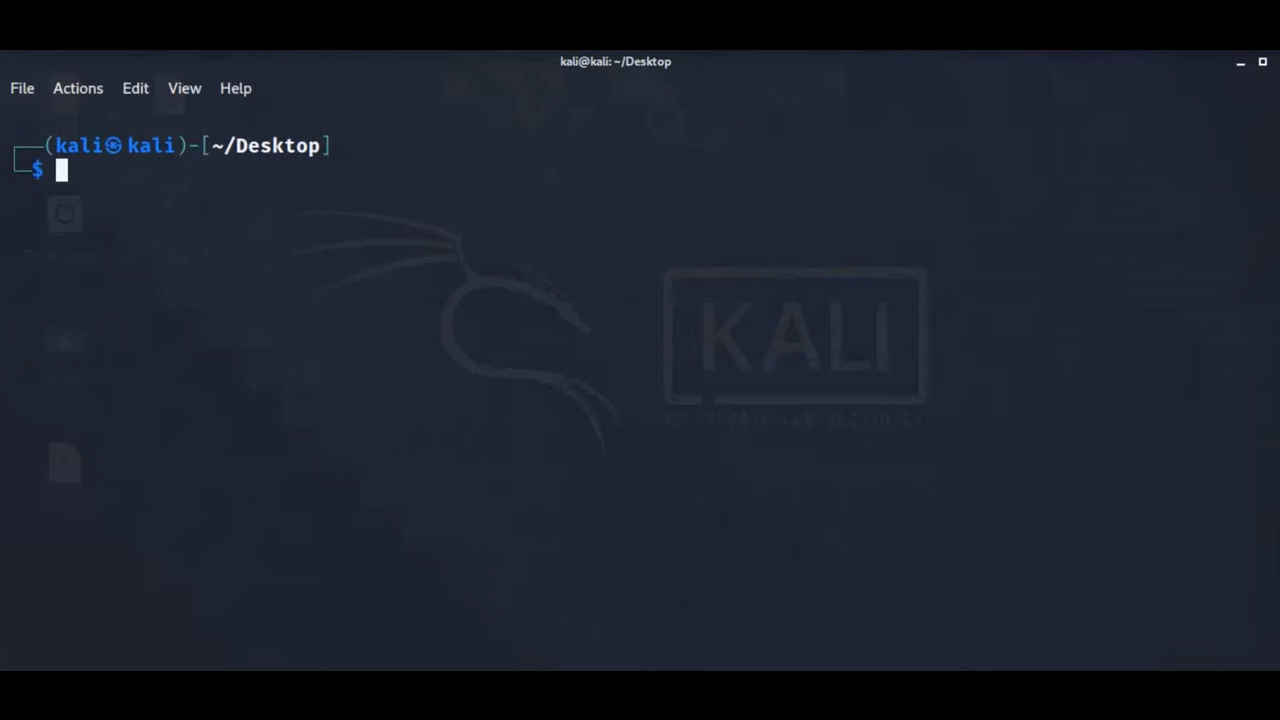 kali@kali: ~/Desktop
File Actions Edit View Help
┌──(kali㉿kali)-[~/Desktop]
└─$
KALI